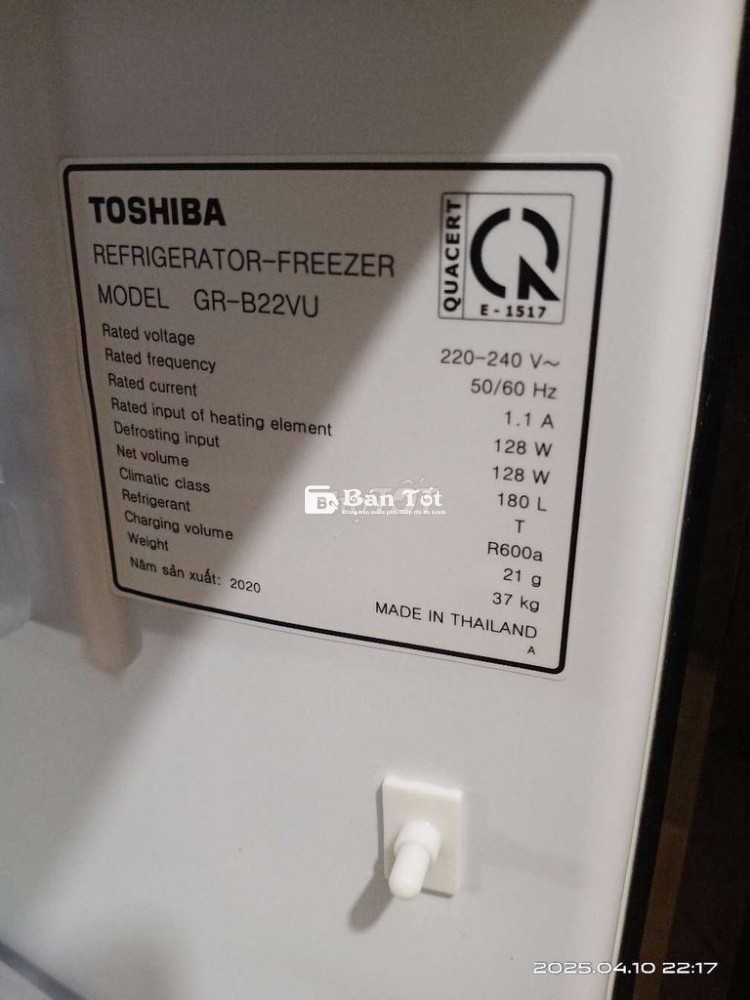 TOSHIBA
REFRIGERATOR-FREEZER
MODEL GR-B22VU
QUACERT
E - 1517
Rated voltage 220-240 V~
Rated frequency 50/60 Hz
Rated current 1.1 A
Rated input of heating element 128 W
Defrosting input 128 W
Net volume 180 L
Climatic class T
Refrigerant R600a
Charging volume 21 g
Weight 37 kg
Năm sản xuất: 2020
MADE IN THAILAND
A
Bán Tốt
2025.04.10 22:17